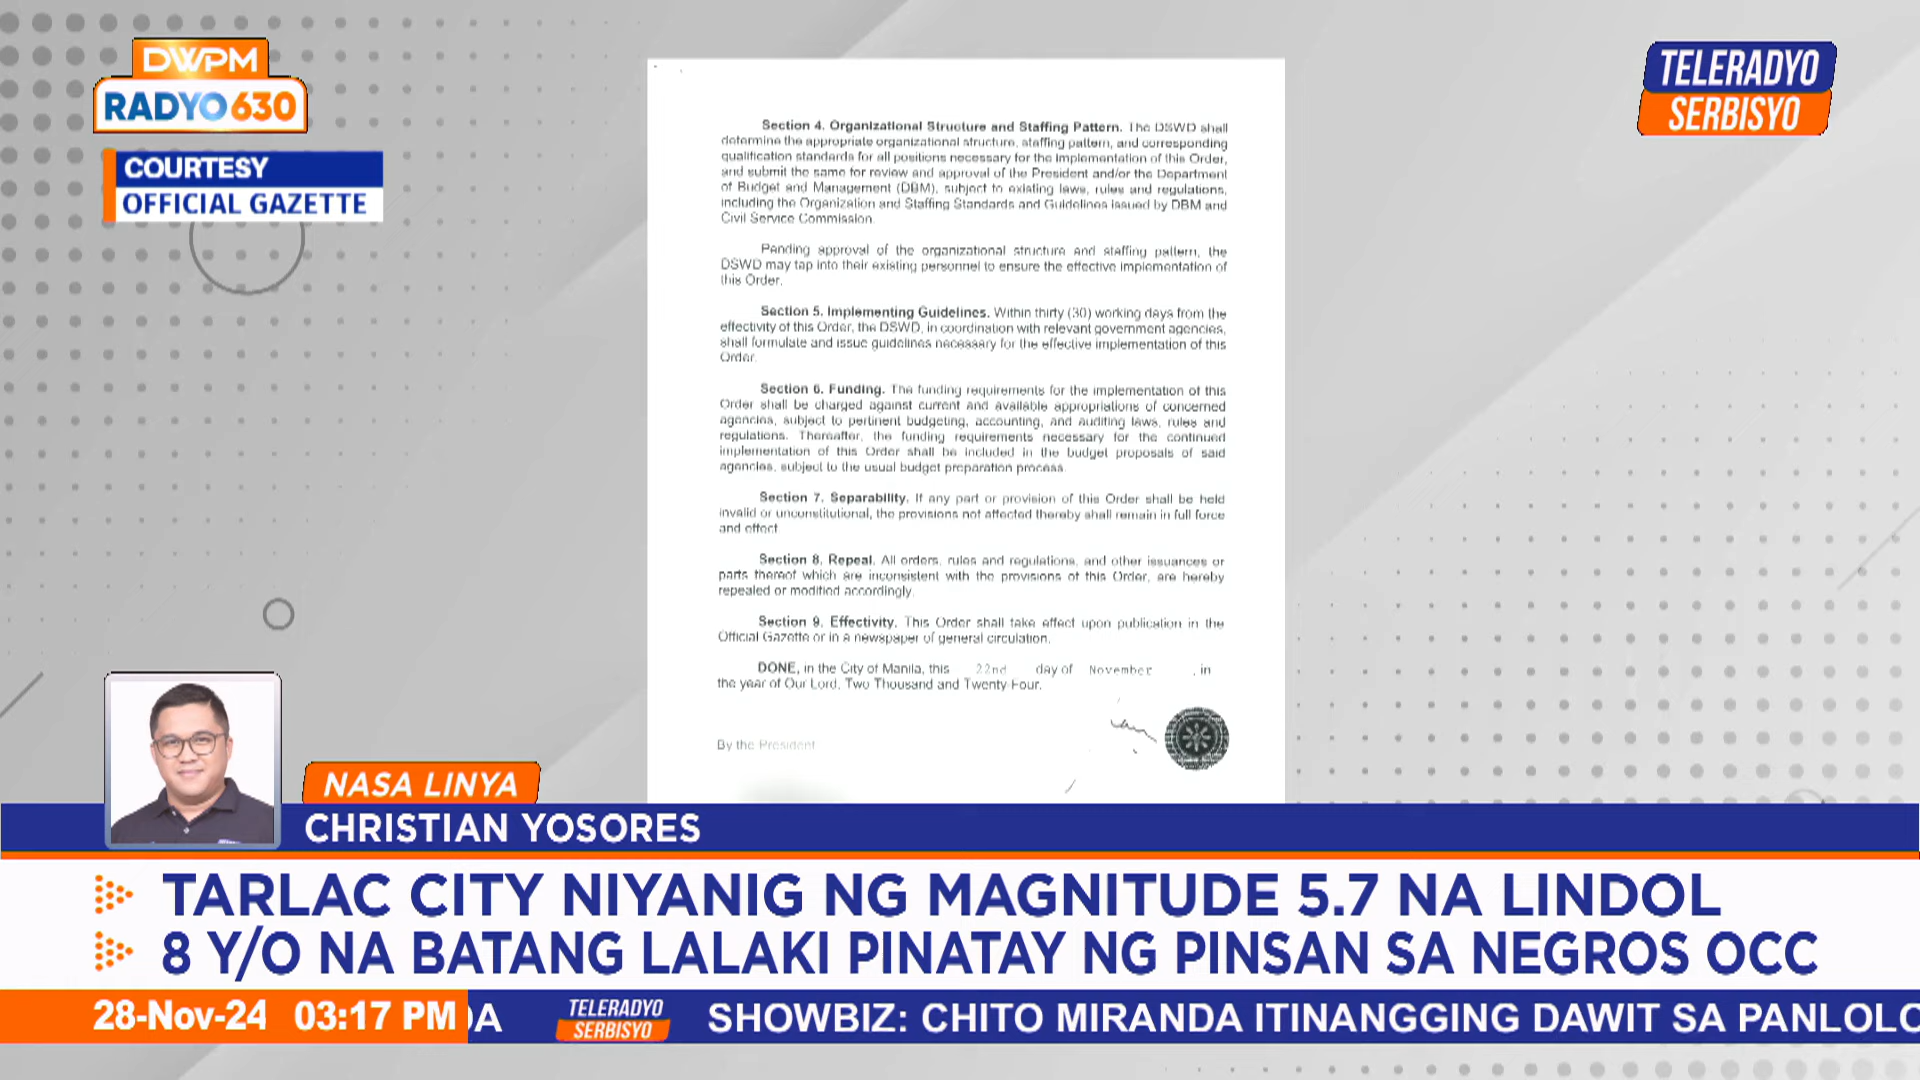 DWPM
RADYO 630
TELERADYO
SERBISYO
COURTESY
OFFICIAL GAZETTE
Section 4. Organizational Structure and Staffing Pattern. The DSWD shall
determine the appropriate organizational structure, staffing pattern, and corresponding
qualification standards for all positions necessary for the implementation of this Order,
and submit the same for review and approval of the President and/or the Department
of Budget and Management (DBM), subject to existing laws, rules and regulations,
including the Organization and Staffing Standards and Guidelines issued by DBM and
Civil Service Commission.
Pending approval of the organizational structure and staffing pattern, the
DSWD may tap into their existing personnel to ensure the effective implementation of
this Order.
Section 5. Implementing Guidelines. Within thirty (30) working days from the
effectivity of this Order, the DSWD, in coordination with relevant government agencies,
shall formulate and issue guidelines necessary for the effective implementation of this
Order.
Section 6. Funding. The funding requirements for the implementation of this
Order shall be charged against current and available appropriations of concerned
agencies, subject to pertinent budgeting, accounting, and auditing laws, rules and
regulations. Thereafter, the funding requirements necessary for the continued
implementation of this Order shall be included in the budget proposals of said
agencies, subject to the usual budget preparation process.
Section 7. Separability. If any part or provision of this Order shall be held
invalid or unconstitutional, the provisions not affected thereby shall remain in full force
and effect.
Section 8. Repeal. All orders, rules and regulations, and other issuances or
parts thereof which are inconsistent with the provisions of this Order, are hereby
repealed or modified accordingly.
Section 9. Effectivity. This Order shall take effect upon publication in the
Official Gazette or in a newspaper of general circulation.
DONE, in the City of Manila, this 22nd day of November , in
the year of Our Lord, Two Thousand and Twenty-Four.
By the President
NASA LINYA
CHRISTIAN YOSORES
TARLAC CITY NIYANIG NG MAGNITUDE 5.7 NA LINDOL
8 Y/O NA BATANG LALAKI PINATAY NG PINSAN SA NEGROS OCC
28-Nov-24 03:17 PM
DA TELERADYO SERBISYO SHOWBIZ: CHITO MIRANDA ITINANGGING DAWIT SA PANLOLO